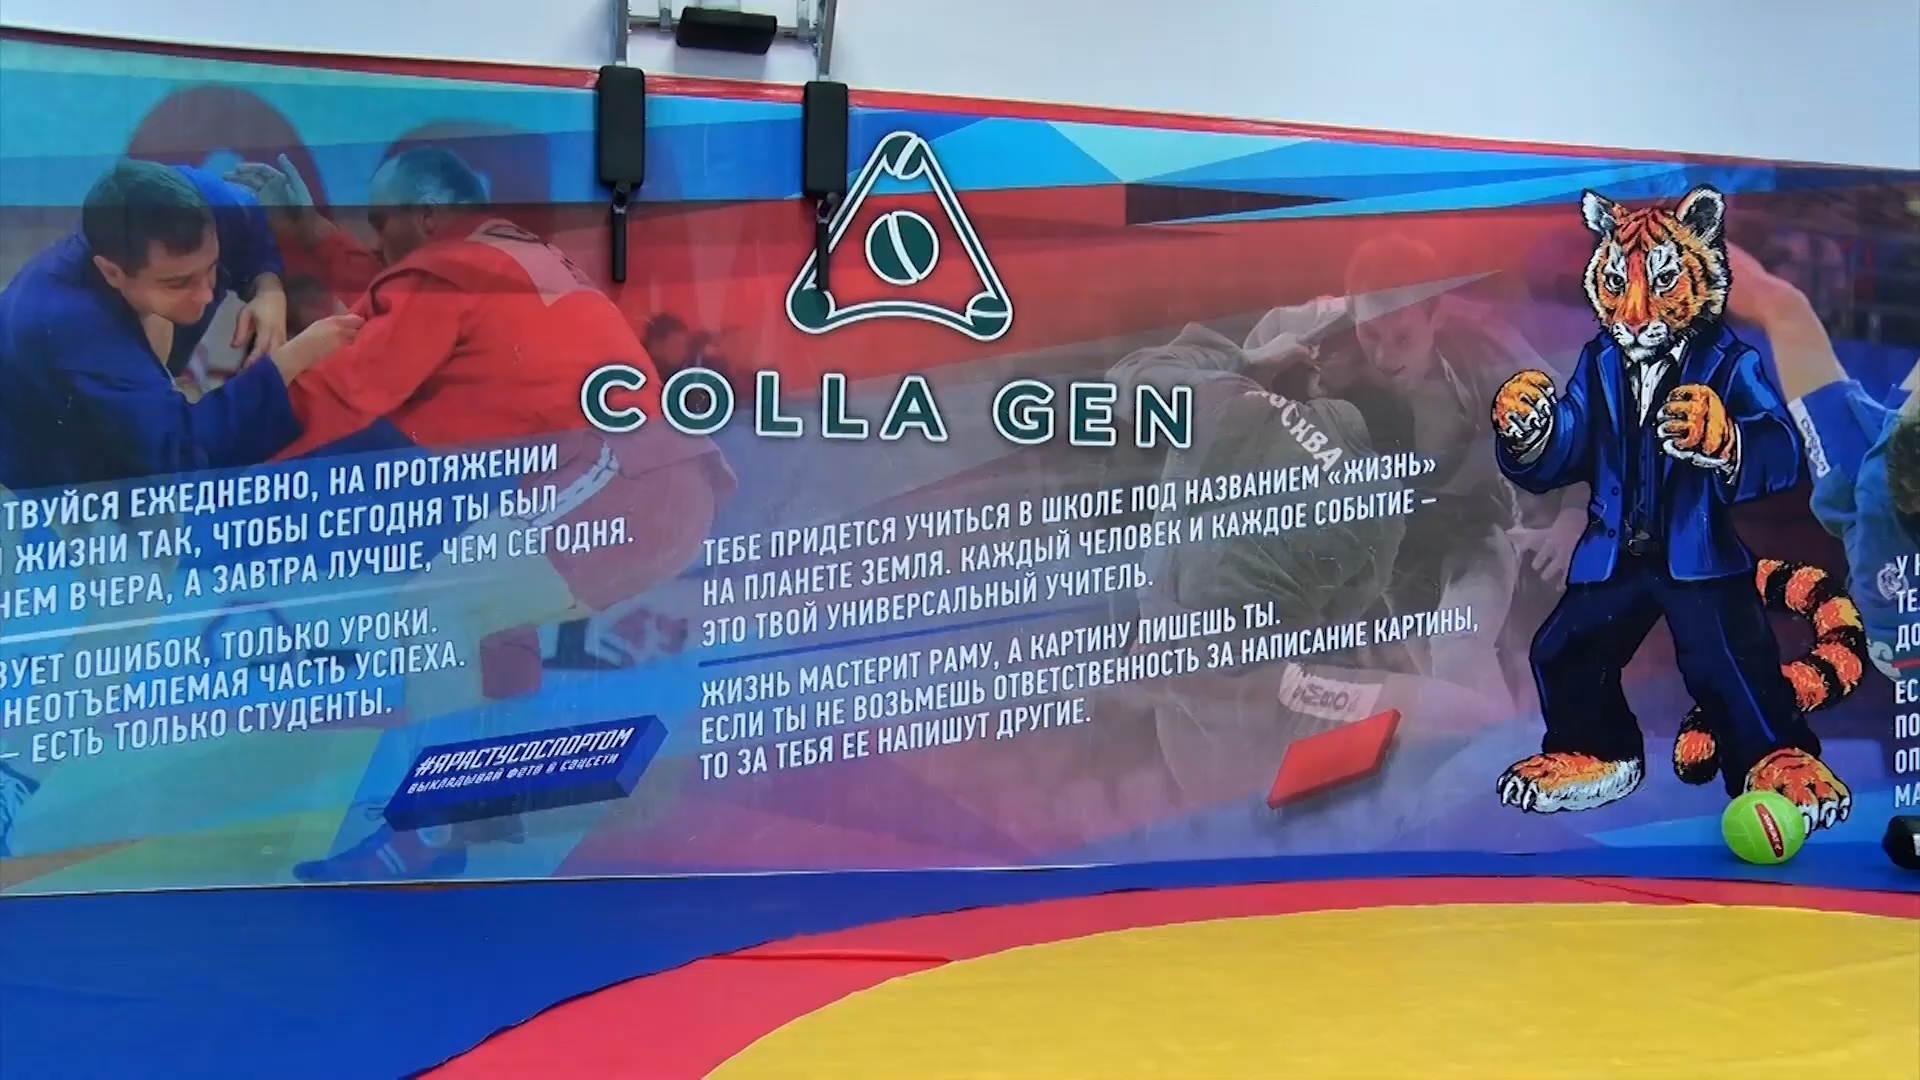 COLLA GEN
ЕЖЕДНЕВНО, НА ПРОТЯЖЕНИИ
ЖИЗНИ ТАК, ЧТОБЫ СЕГОДНЯ ТЫ БЫЛ
ЧЕМ ВЧЕРА, А ЗАВТРА ЛУЧШЕ, ЧЕМ СЕГОДНЯ.
ОШИБОК, ТОЛЬКО УРОКИ.
НЕОТЪЕМЛЕМАЯ ЧАСТЬ УСПЕХА.
– ЕСТЬ ТОЛЬКО СТУДЕНТЫ.
#ЯРАСТУСОСПОРТОМ
ВЫКЛАДЫВАЙ ФОТО В СОЦСЕТИ
МОСКВА
ТЕБЕ ПРИДЕТСЯ УЧИТЬСЯ В ШКОЛЕ ПОД НАЗВАНИЕМ «ЖИЗНЬ»
НА ПЛАНЕТЕ ЗЕМЛЯ. КАЖДЫЙ ЧЕЛОВЕК И КАЖДОЕ СОБЫТИЕ –
ЭТО ТВОЙ УНИВЕРСАЛЬНЫЙ УЧИТЕЛЬ.
ЖИЗНЬ МАСТЕРИТ РАМУ, А КАРТИНУ ПИШЕШЬ ТЫ.
ЕСЛИ ТЫ НЕ ВОЗЬМЕШЬ ОТВЕТСТВЕННОСТЬ ЗА НАПИСАНИЕ КАРТИНЫ,
ТО ЗА ТЕБЯ ЕЕ НАПИШУТ ДРУГИЕ.